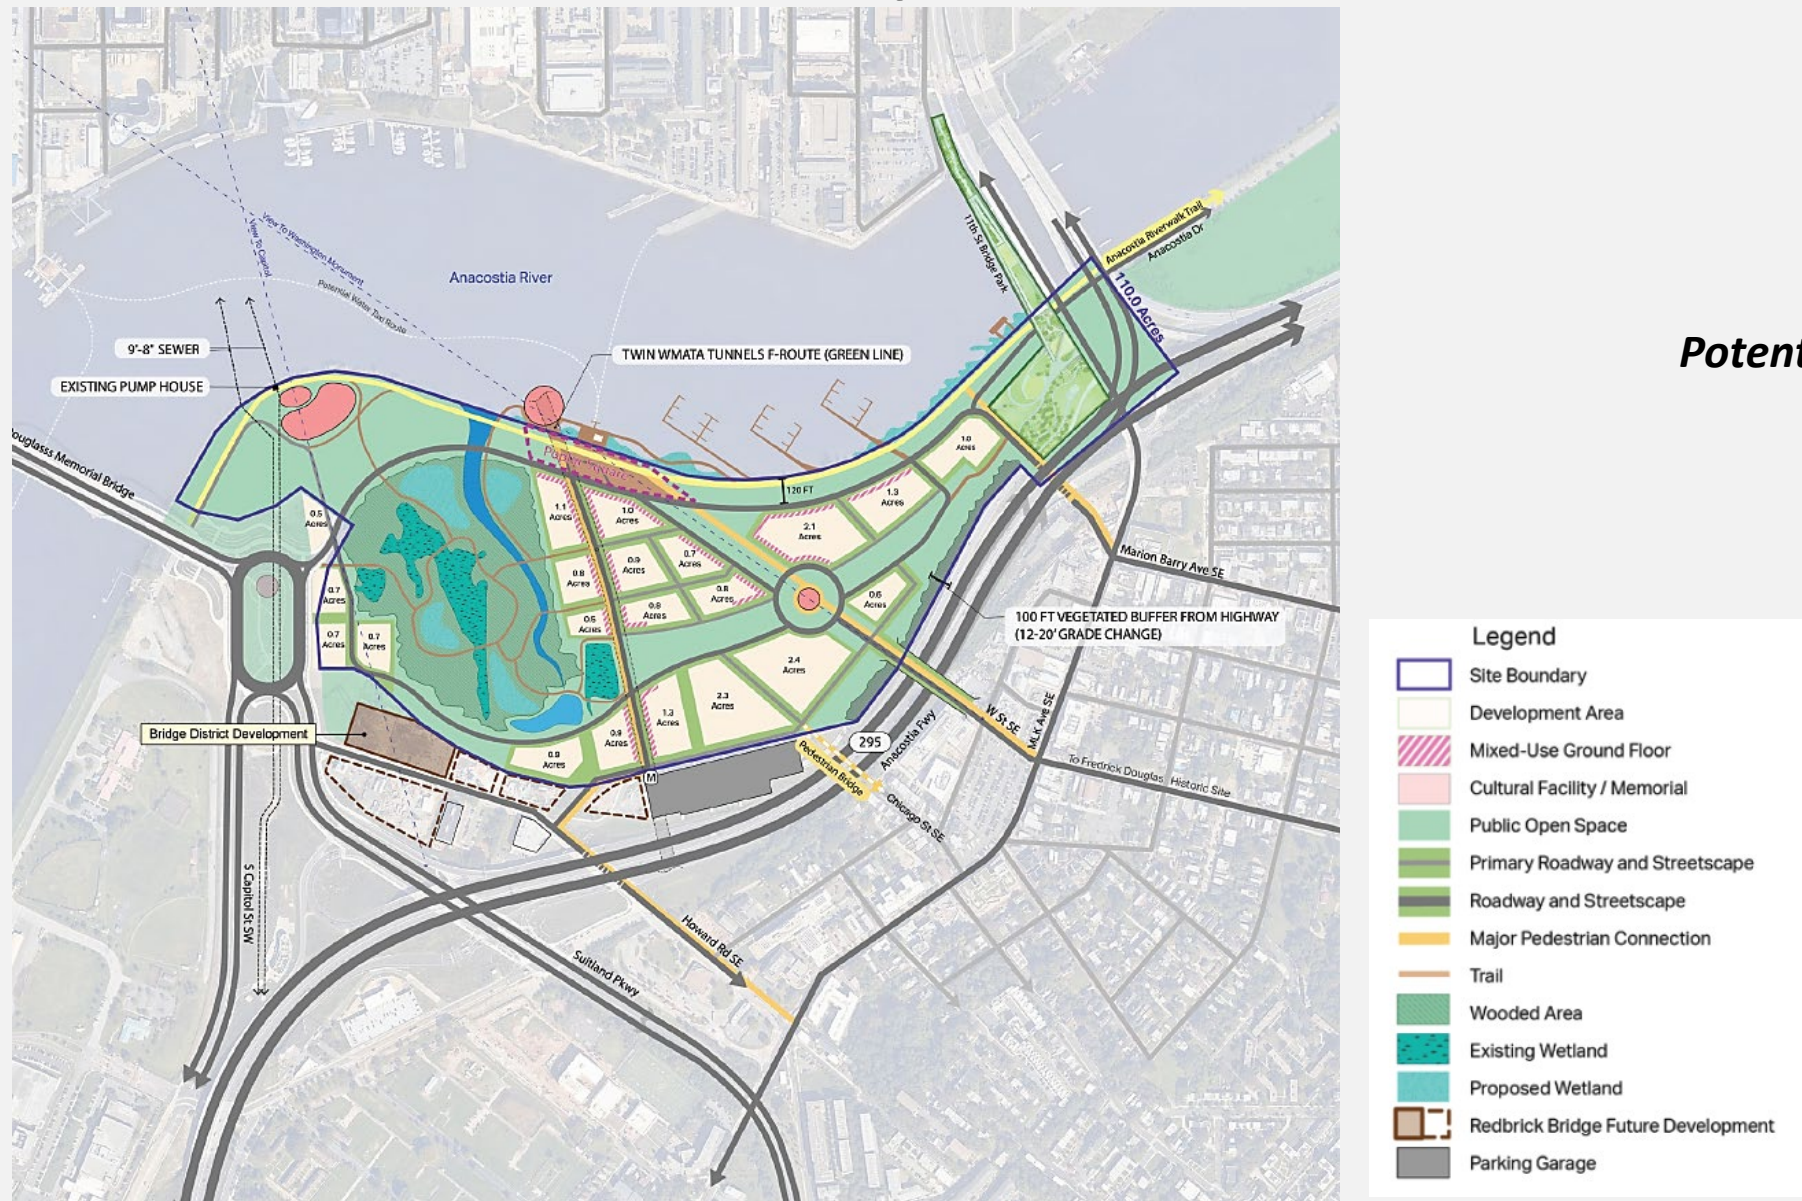 View To Washington Monument
View To Capitol
Potential Water Taxi Route
Anacostia River
11th St Bridge Park
Anacostia Riverwalk Trail
Anacostia Dr
110.0 Acres
9'-8" SEWER
EXISTING PUMP HOUSE
TWIN WMATA TUNNELS F-ROUTE (GREEN LINE)
Potent
ouglasss Memorial Bridge
120 FT
1.0
Acres
1.3
Acres
2.1
Acres
0.5
Acres
1.1
Acres
1.0
Acres
0.9
Acres
0.7
Acres
0.8
Acres
0.8
Acres
0.8
Acres
0.5
Acres
0.6
Acres
0.7
Acres
0.7
Acres
0.7
Acres
2.4
Acres
2.3
Acres
1.3
Acres
0.9
Acres
0.9
Acres
Marion Barry Ave SE
100 FT VEGETATED BUFFER FROM HIGHWAY
(12-20' GRADE CHANGE)
Bridge District Development
M
295
Anacostia Fwy
W St SE
MLK Ave SE
Pedestrian Bridge
Chicago St SE
To Fredrick Douglas Historic Site
S Capitol St SW
Howard Rd SE
Suitland Pkwy
Legend
Site Boundary
Development Area
Mixed-Use Ground Floor
Cultural Facility / Memorial
Public Open Space
Primary Roadway and Streetscape
Roadway and Streetscape
Major Pedestrian Connection
Trail
Wooded Area
Existing Wetland
Proposed Wetland
Redbrick Bridge Future Development
Parking Garage